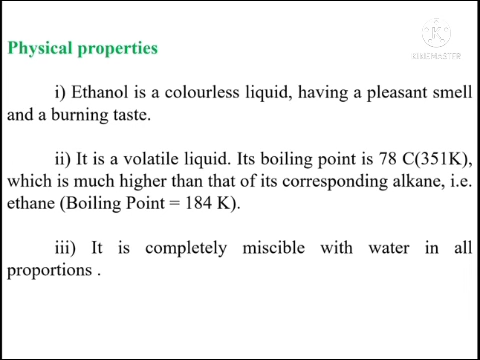 Physical properties
KINEMASTER
i) Ethanol is a colourless liquid, having a pleasant smell
and a burning taste.
ii) It is a volatile liquid. Its boiling point is 78 C(351K),
which is much higher than that of its corresponding alkane, i.e.
ethane (Boiling Point = 184 K).
iii) It is completely miscible with water in all
proportions .